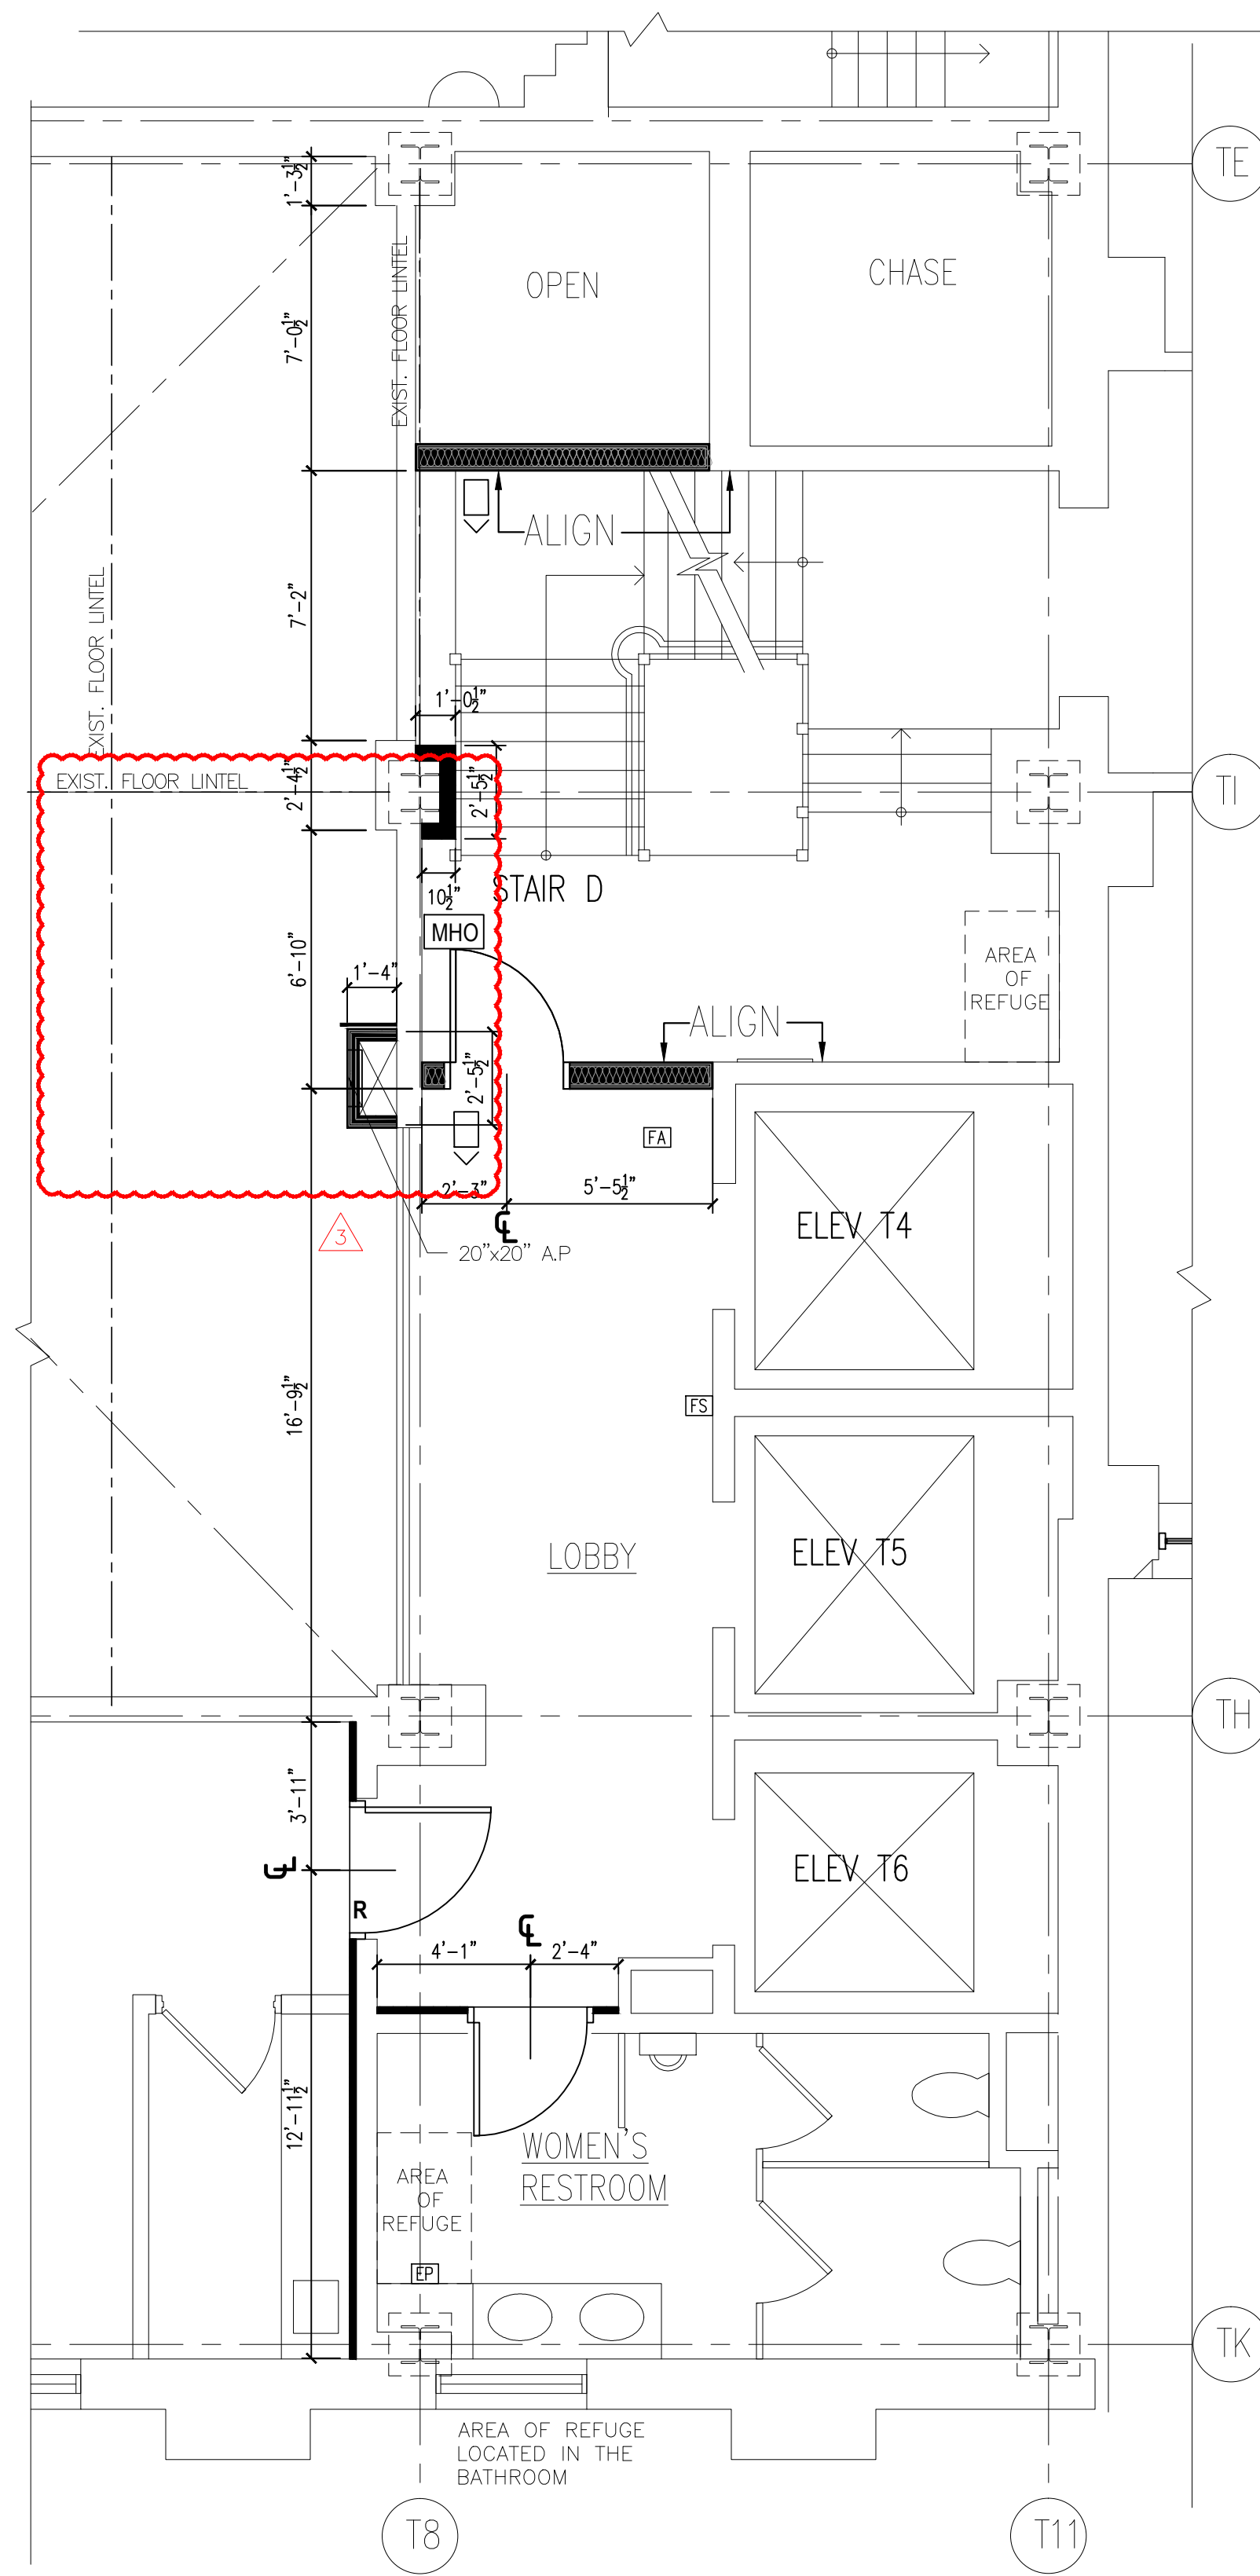 TE
1'-3½"
EXIST. FLOOR LINTEL
OPEN
CHASE
7'-0½"
ALIGN
EXIST. FLOOR LINTEL
7'-2"
1'-0½"
EXIST. FLOOR LINTEL
2'-4½"
2'-5½"
TI
10½"
STAIR D
MHO
6'-10"
1'-4"
AREA
OF
REFUGE
ALIGN
2'-5½"
FA
2'-3"
5'-5½"
CL
3
20"x20" A.P
ELEV T4
16'-9½"
FS
LOBBY
ELEV T5
TH
3'-11"
CL
R
ELEV T6
CL
4'-1"
2'-4"
12'-11½"
WOMEN'S
RESTROOM
AREA
OF
REFUGE
EP
TK
AREA OF REFUGE
LOCATED IN THE
BATHROOM
T8
T11